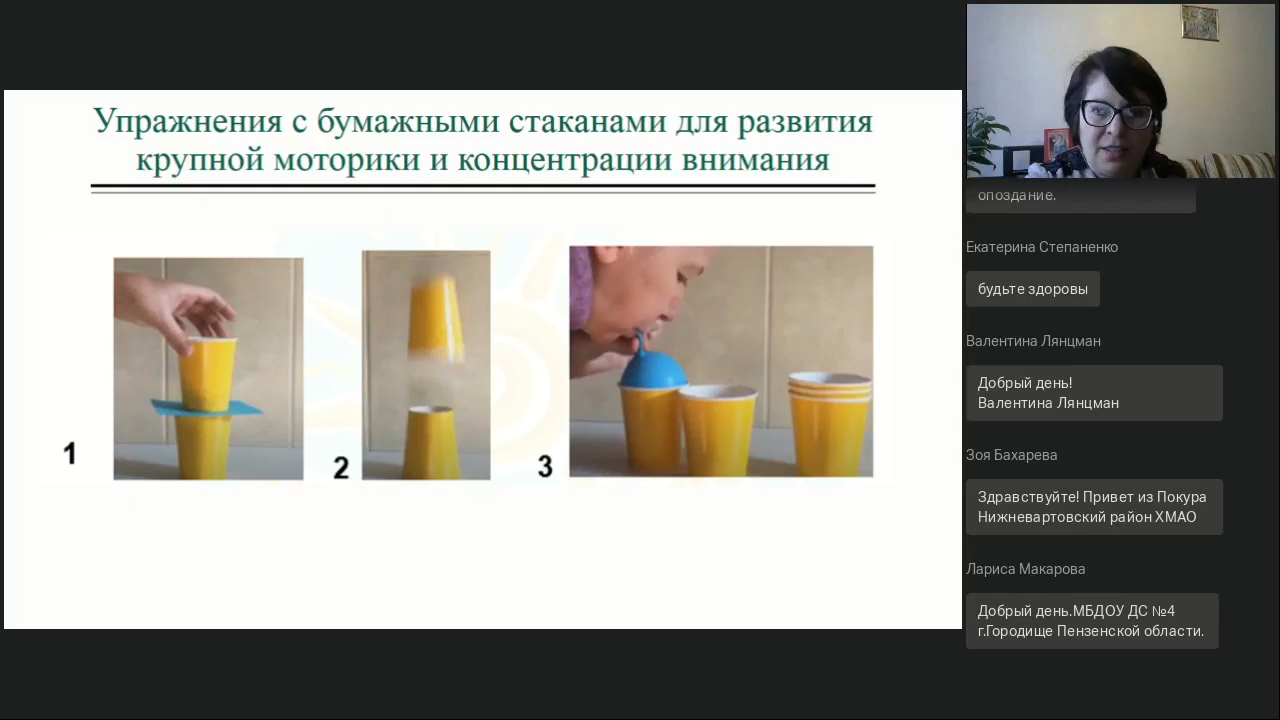 Упражнения с бумажными стаканами для развития
крупной моторики и концентрации внимания
1
2
3
опоздание.
Екатерина Степаненко
будьте здоровы
Валентина Лянцман
Добрый день!
Валентина Лянцман
Зоя Бахарева
Здравствуйте! Привет из Покура
Нижневартовский район ХМАО
Лариса Макарова
Добрый день.МБДОУ ДС №4
г.Городище Пензенской области.